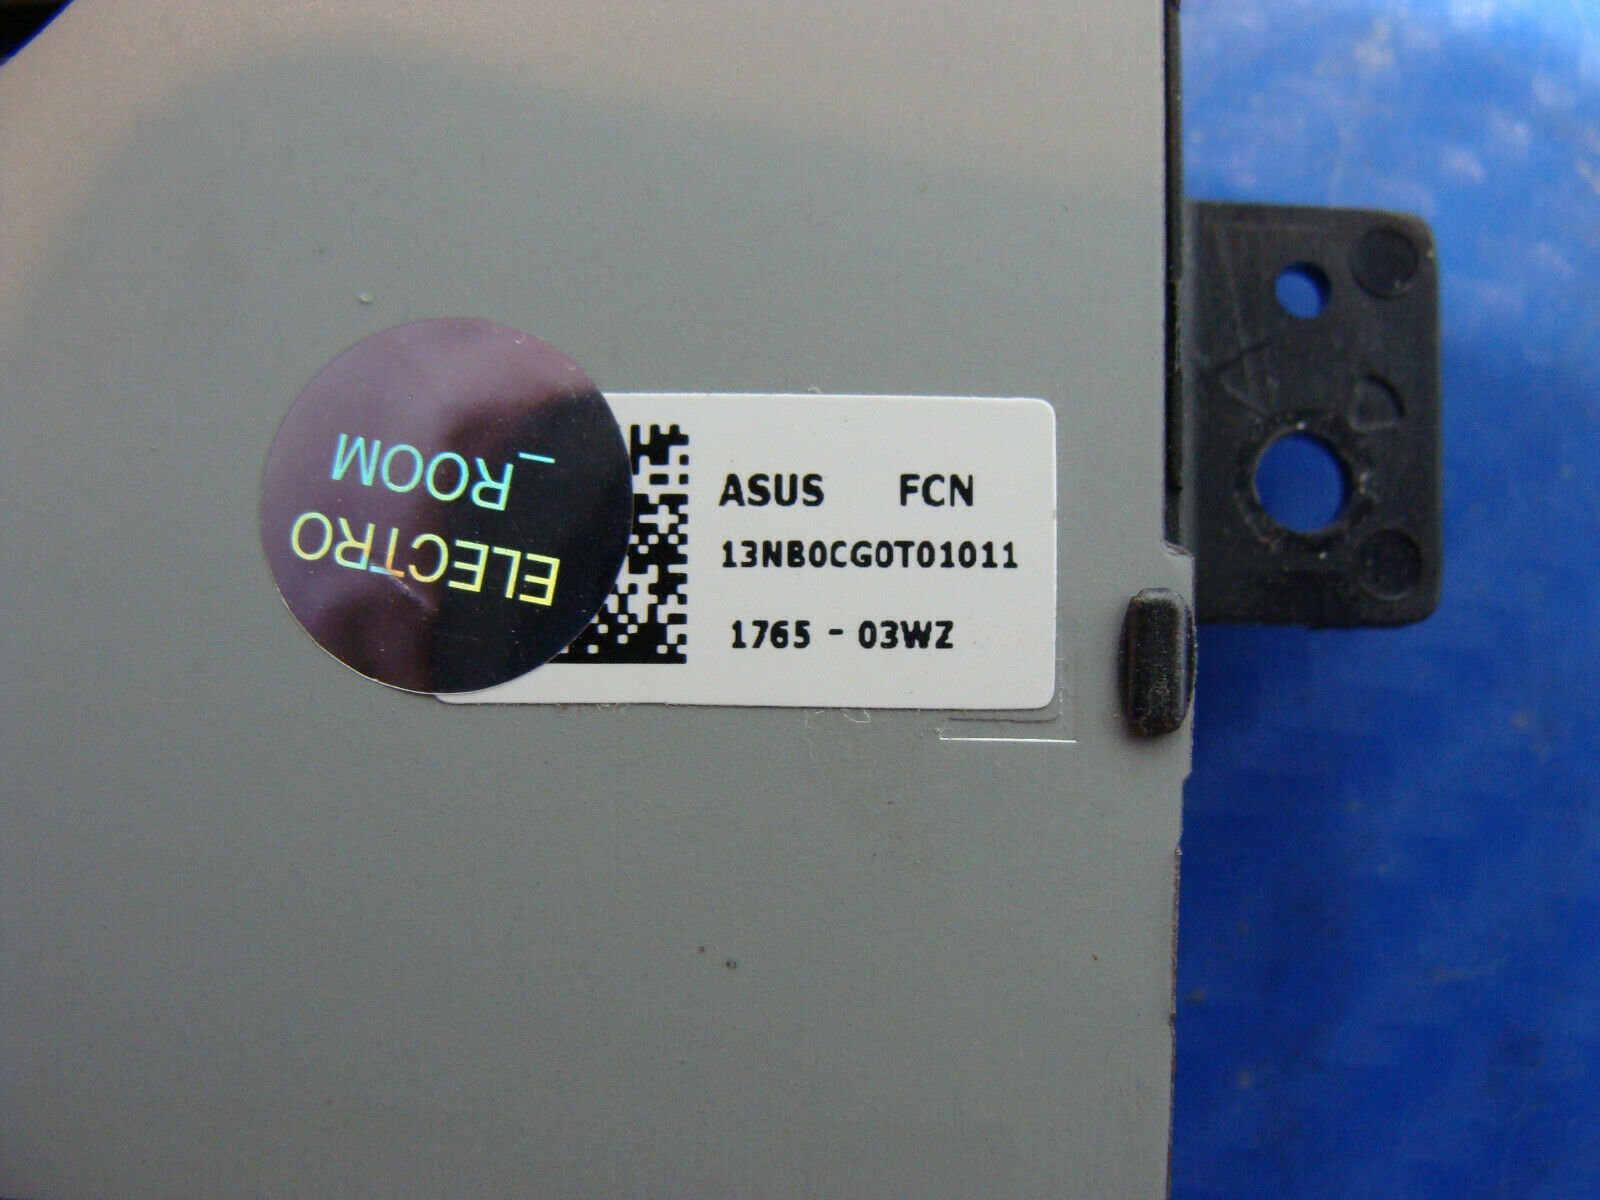 ELECTRO
_ROOM
ASUS FCN
13NB0CG0T01011
1765 - 03WZ